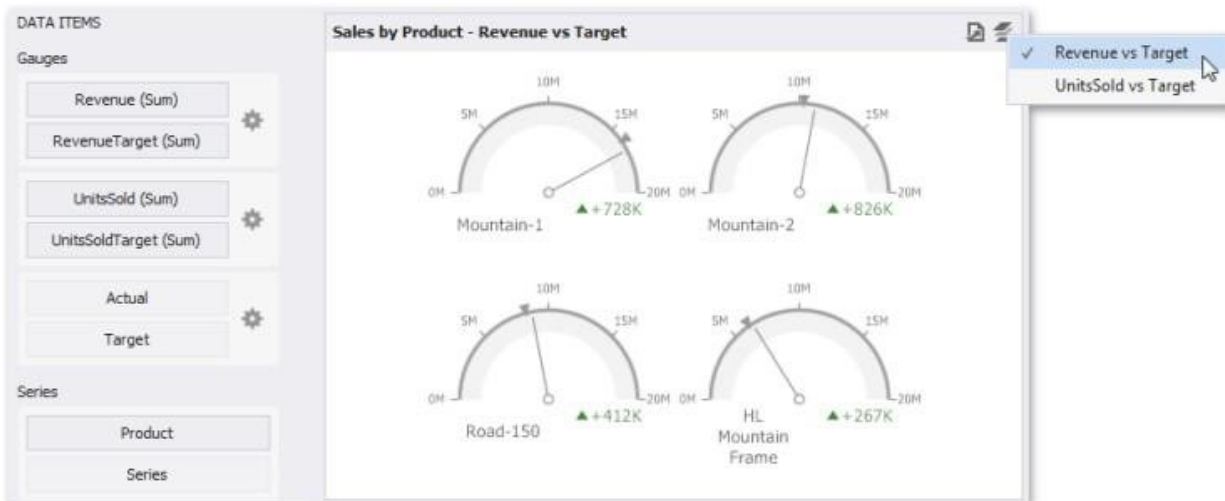 DATA ITEMS
Gauges
Revenue (Sum)
RevenueTarget (Sum)
UnitsSold (Sum)
UnitsSoldTarget (Sum)
Actual
Target
Series
Product
Series
Sales by Product - Revenue vs Target
Revenue vs Target
UnitsSold vs Target
10M
5M 15M
0M 20M
+728K
Mountain-1
10M
5M 15M
0M 20M
+826K
Mountain-2
10M
5M 15M
0M 20M
+412K
Road-150
10M
5M 15M
0M 20M
+267K
HL
Mountain
Frame